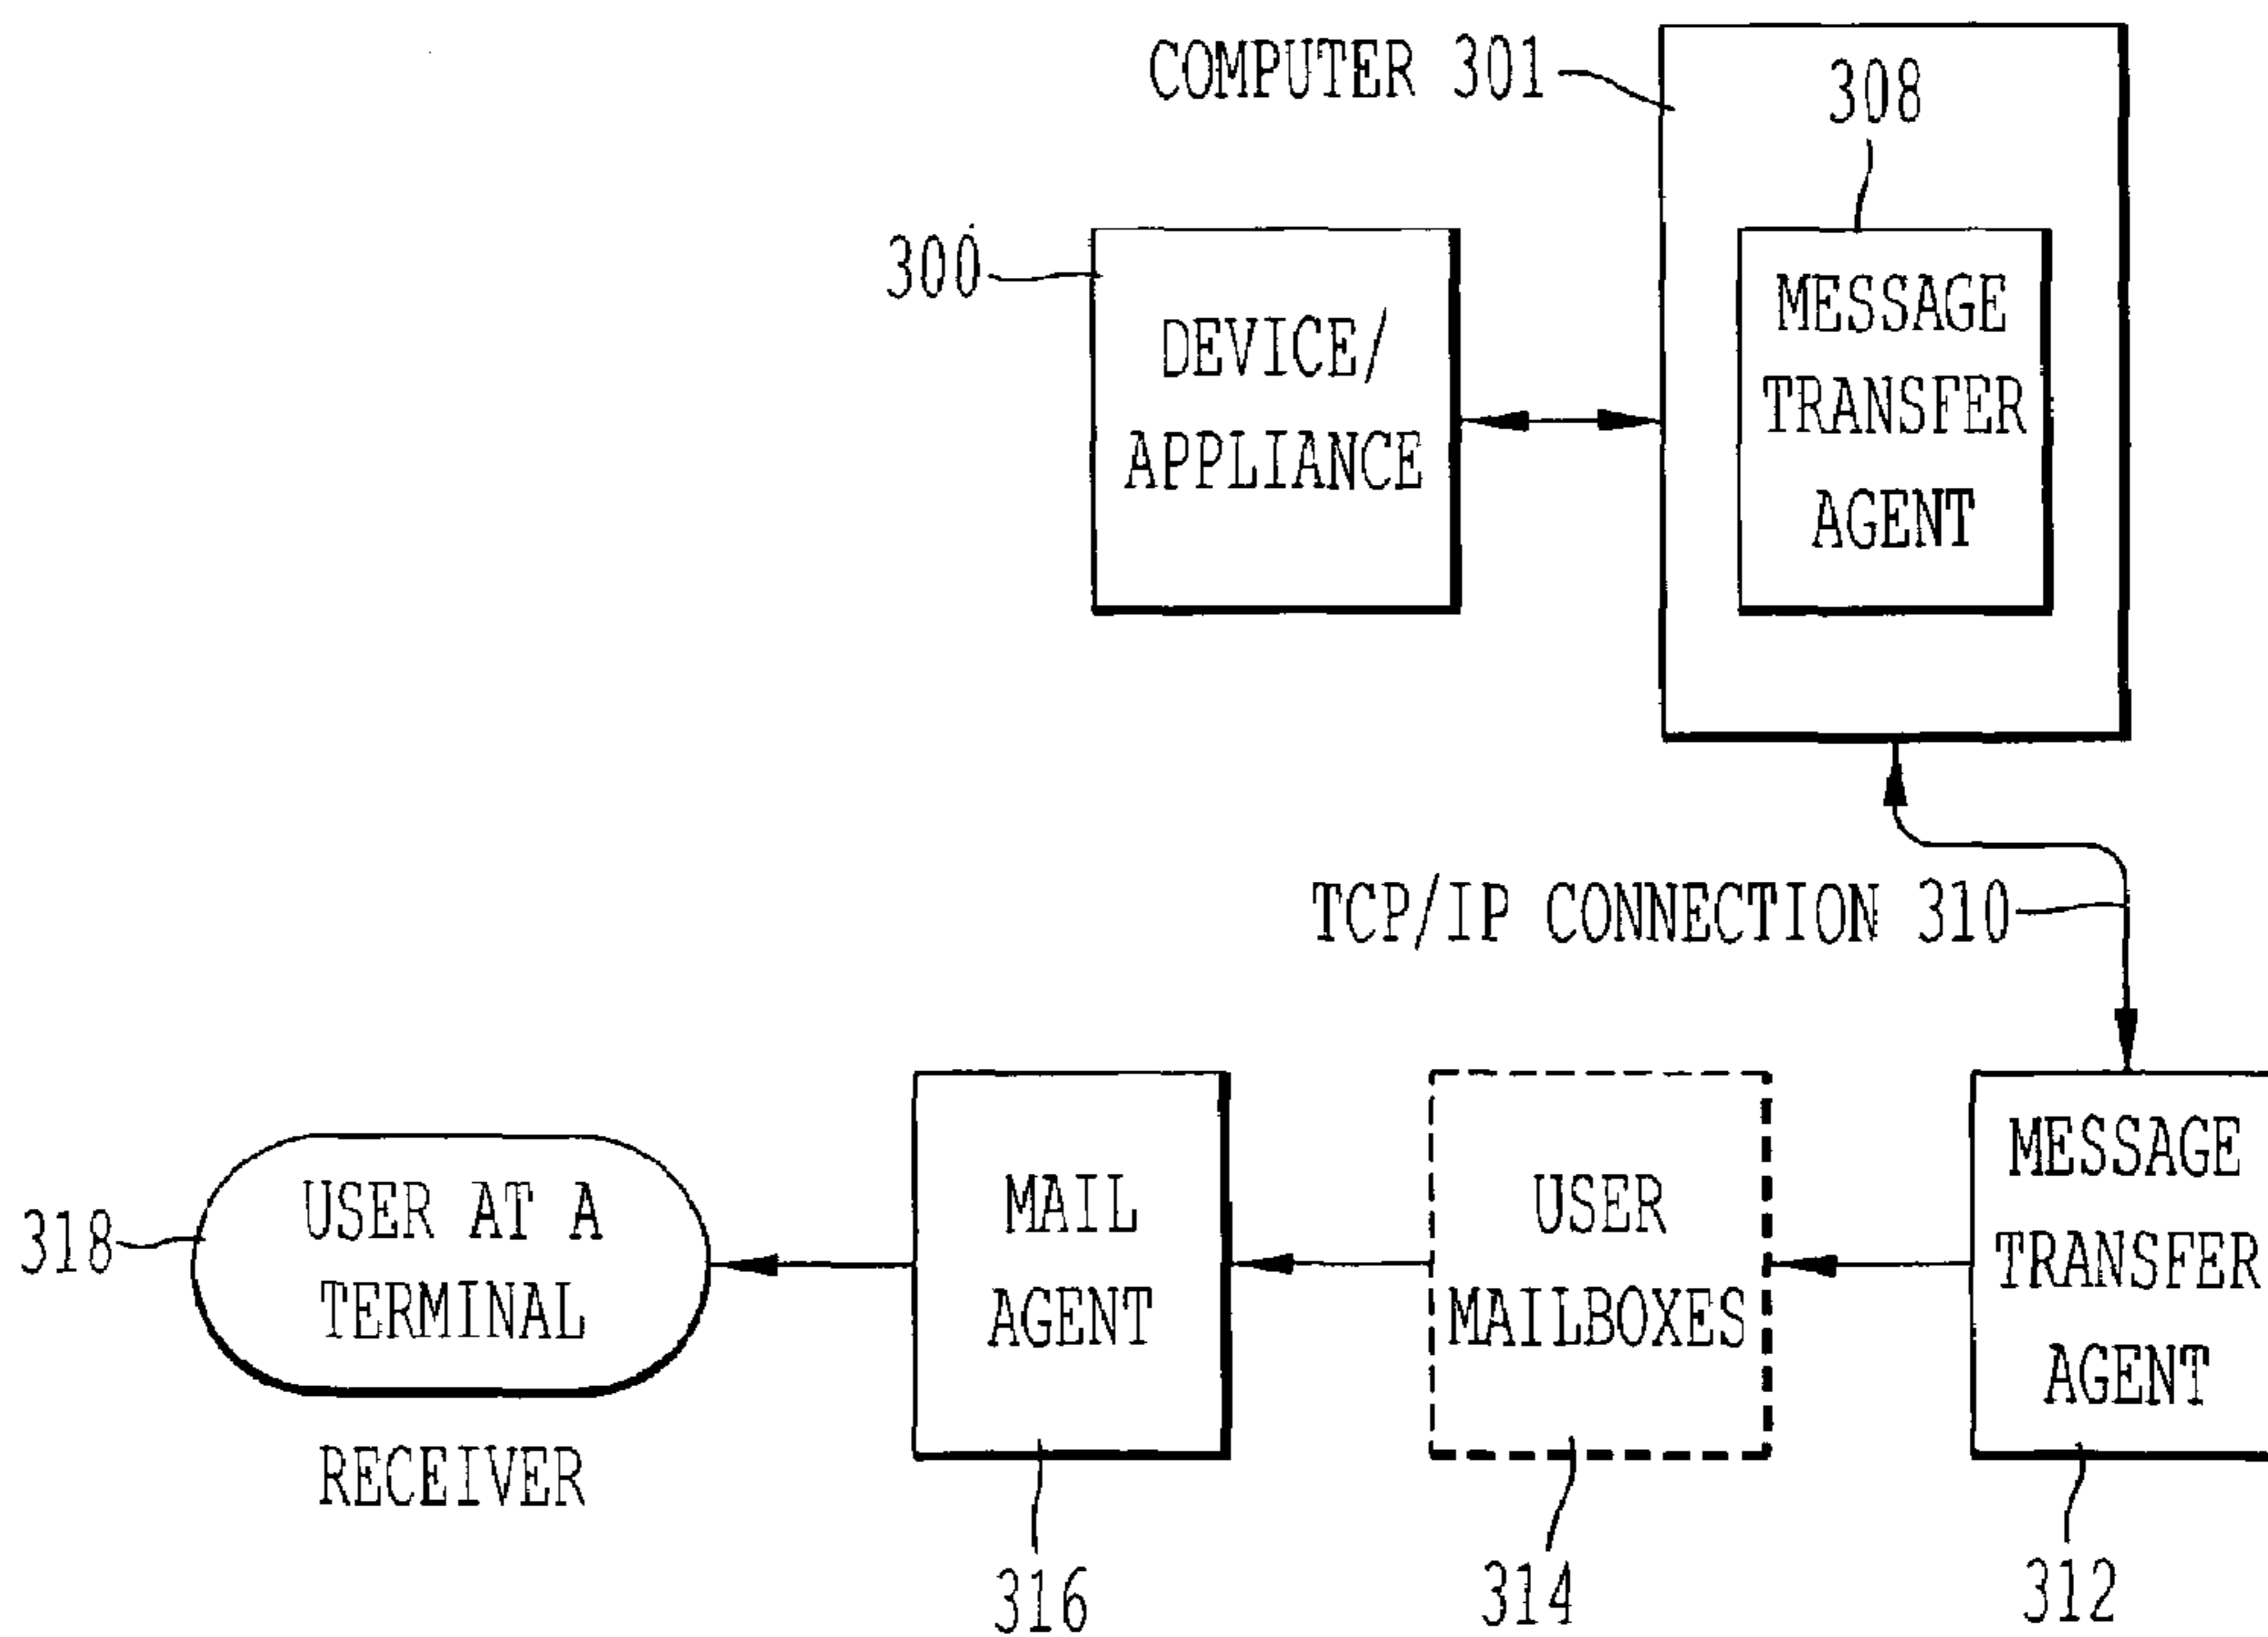 COMPUTER 301
308
300
DEVICE/
APPLIANCE
MESSAGE
TRANSFER
AGENT
TCP/IP CONNECTION 310
318
USER AT A
TERMINAL
RECEIVER
MAIL
AGENT
316
USER
MAILBOXES
314
MESSAGE
TRANSFER
AGENT
312